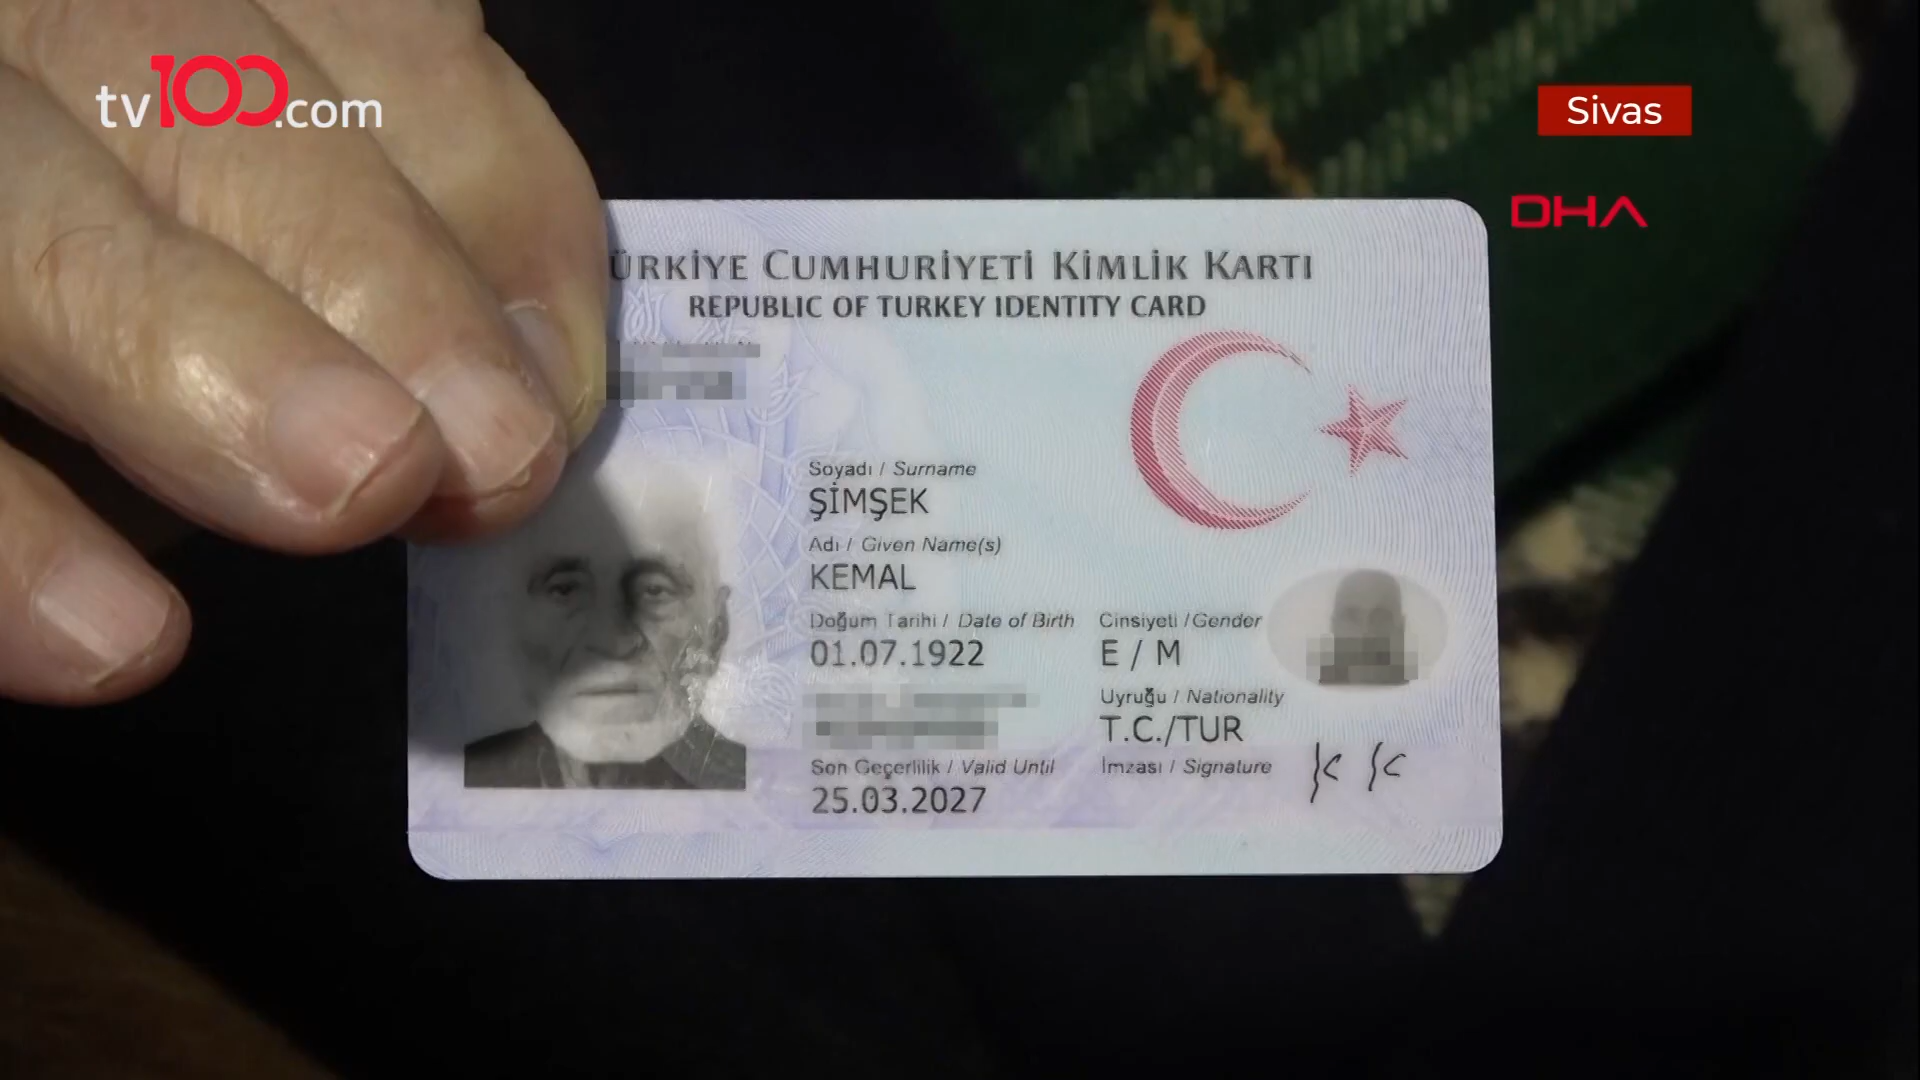 tv100.com
Sivas
DHA
ÜRKİYE CUMHURİYETİ KİMLİK KARTI
REPUBLIC OF TURKEY IDENTITY CARD
Soyadı / Surname
ŞİMŞEK
Adı / Given Name(s)
KEMAL
Doğum Tarihi / Date of Birth
01.07.1922
Cinsiyeti / Gender
E / M
Uyruğu / Nationality
T.C./TUR
Son Geçerlilik / Valid Until
25.03.2027
İmzası / Signature